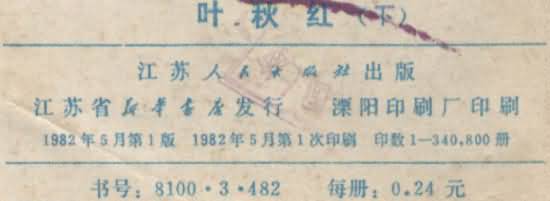 叶秋红(下)
江苏人民出版社出版
江苏省新华书店发行 溧阳印刷厂印刷
1982年5月第1版 1982年5月第1次印刷 印数1—340,800册
书号：8100·3·482 每册：0.24元